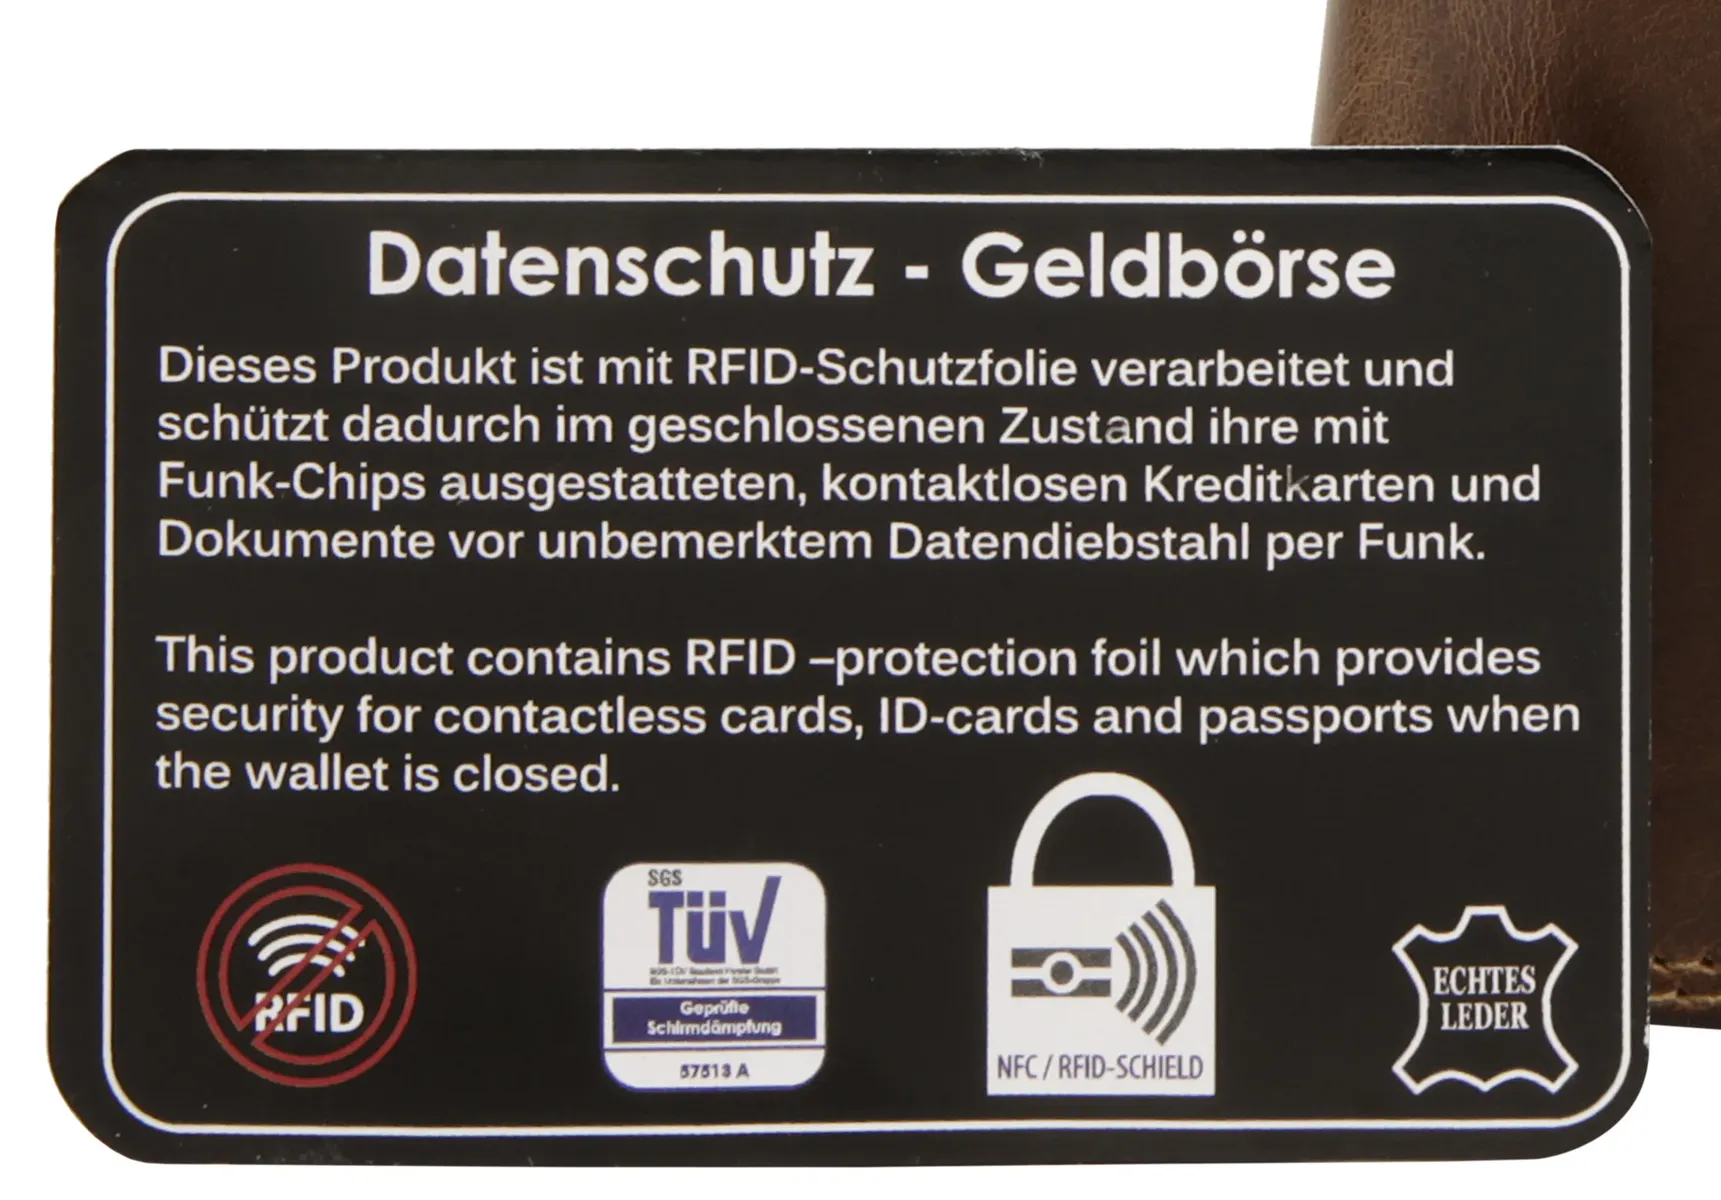 Datenschutz - Geldbörse
Dieses Produkt ist mit RFID-Schutzfolie verarbeitet und
schützt dadurch im geschlossenen Zustand ihre mit
Funk-Chips ausgestatteten, kontaktlosen Kreditkarten und
Dokumente vor unbemerktem Datendiebstahl per Funk.
This product contains RFID –protection foil which provides
security for contactless cards, ID-cards and passports when
the wallet is closed.
RFID
SGS
TÜV
Geprüfte
Schirmdämpfung
57513 A
NFC / RFID-SCHIELD
ECHTES
LEDER